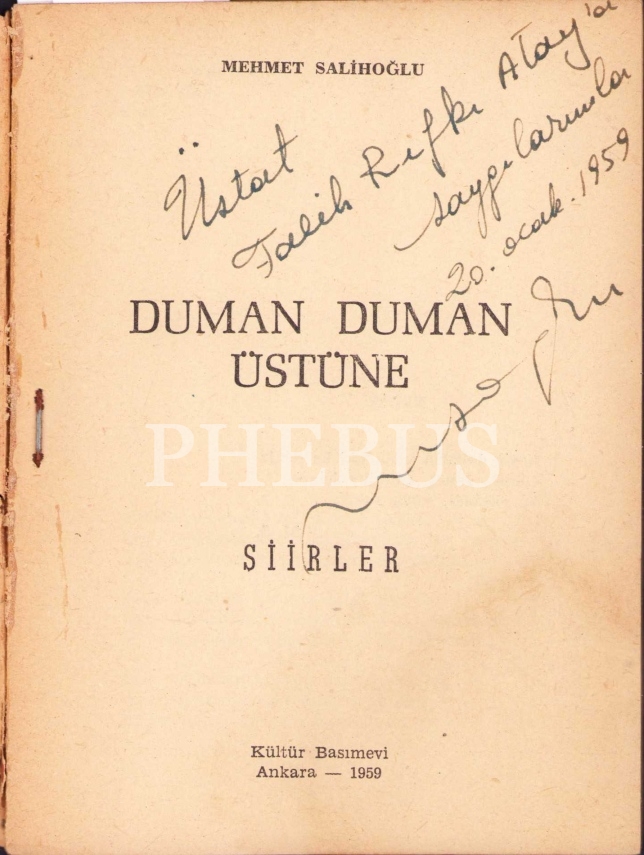 MEHMET SALİHOĞLU
Üstat
Falih Rıfkı Atay'a
saygılarımla
20. ocak. 1959
DUMAN DUMAN
ÜSTÜNE
PHEBUS
ŞİİRLER
Kültür Basımevi
Ankara — 1959